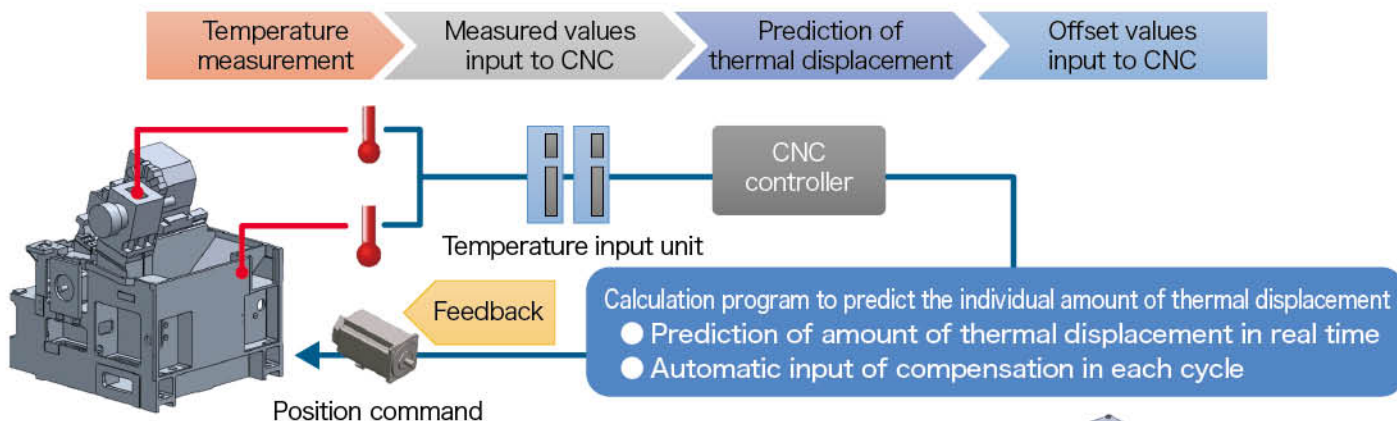 Temperature
measurement
Measured values
input to CNC
Prediction of
thermal displacement
Offset values
input to CNC
CNC
controller
Temperature input unit
Feedback
Position command
Calculation program to predict the individual amount of thermal displacement
● Prediction of amount of thermal displacement in real time
● Automatic input of compensation in each cycle